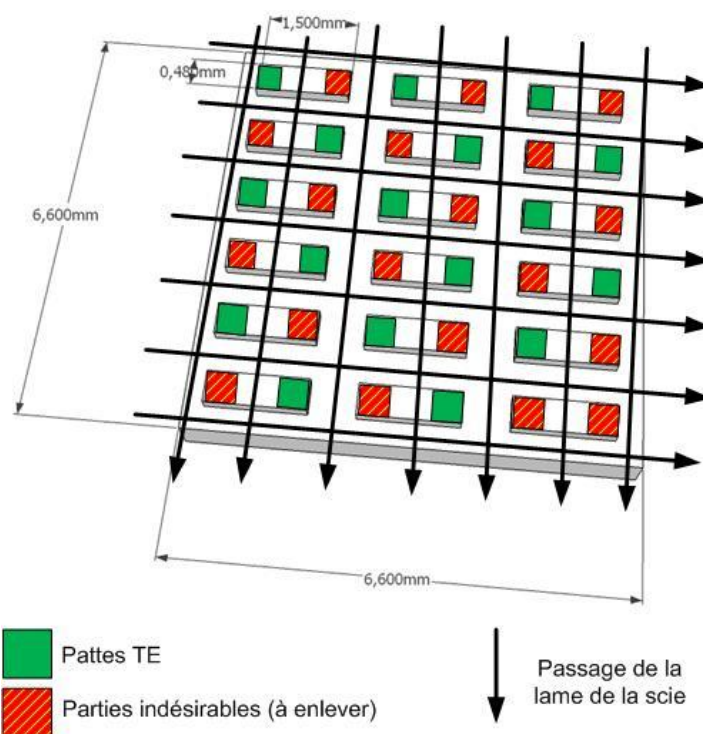 1,500mm
0,480mm
6,600mm
6,600mm
Pattes TE
Parties indésirables (à enlever)
Passage de la
lame de la scie